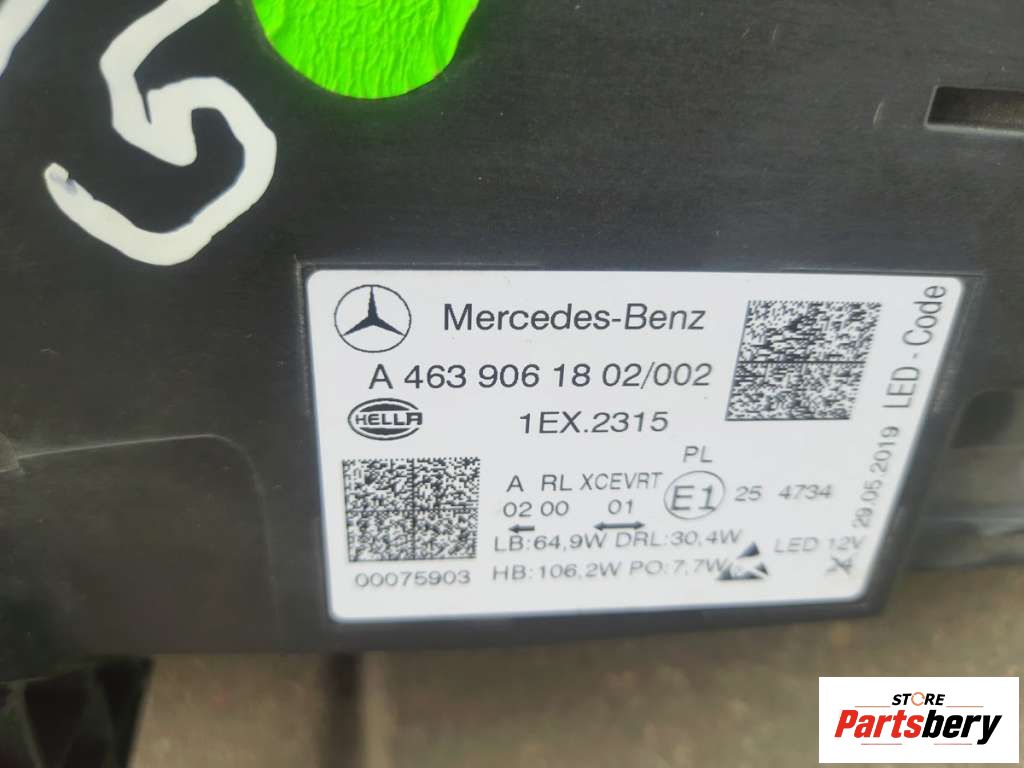 5
Mercedes-Benz
A 463 906 18 02/002
HELLA
1EX.2315
PL
A RL XCEVRT
E1
25 4734
02 00 01
LB:64,9W DRL:30,4W
LED 12V
00075903
HB:106,2W PO:7,7W
29.05.2019 LED-Code
STORE
Partsbery